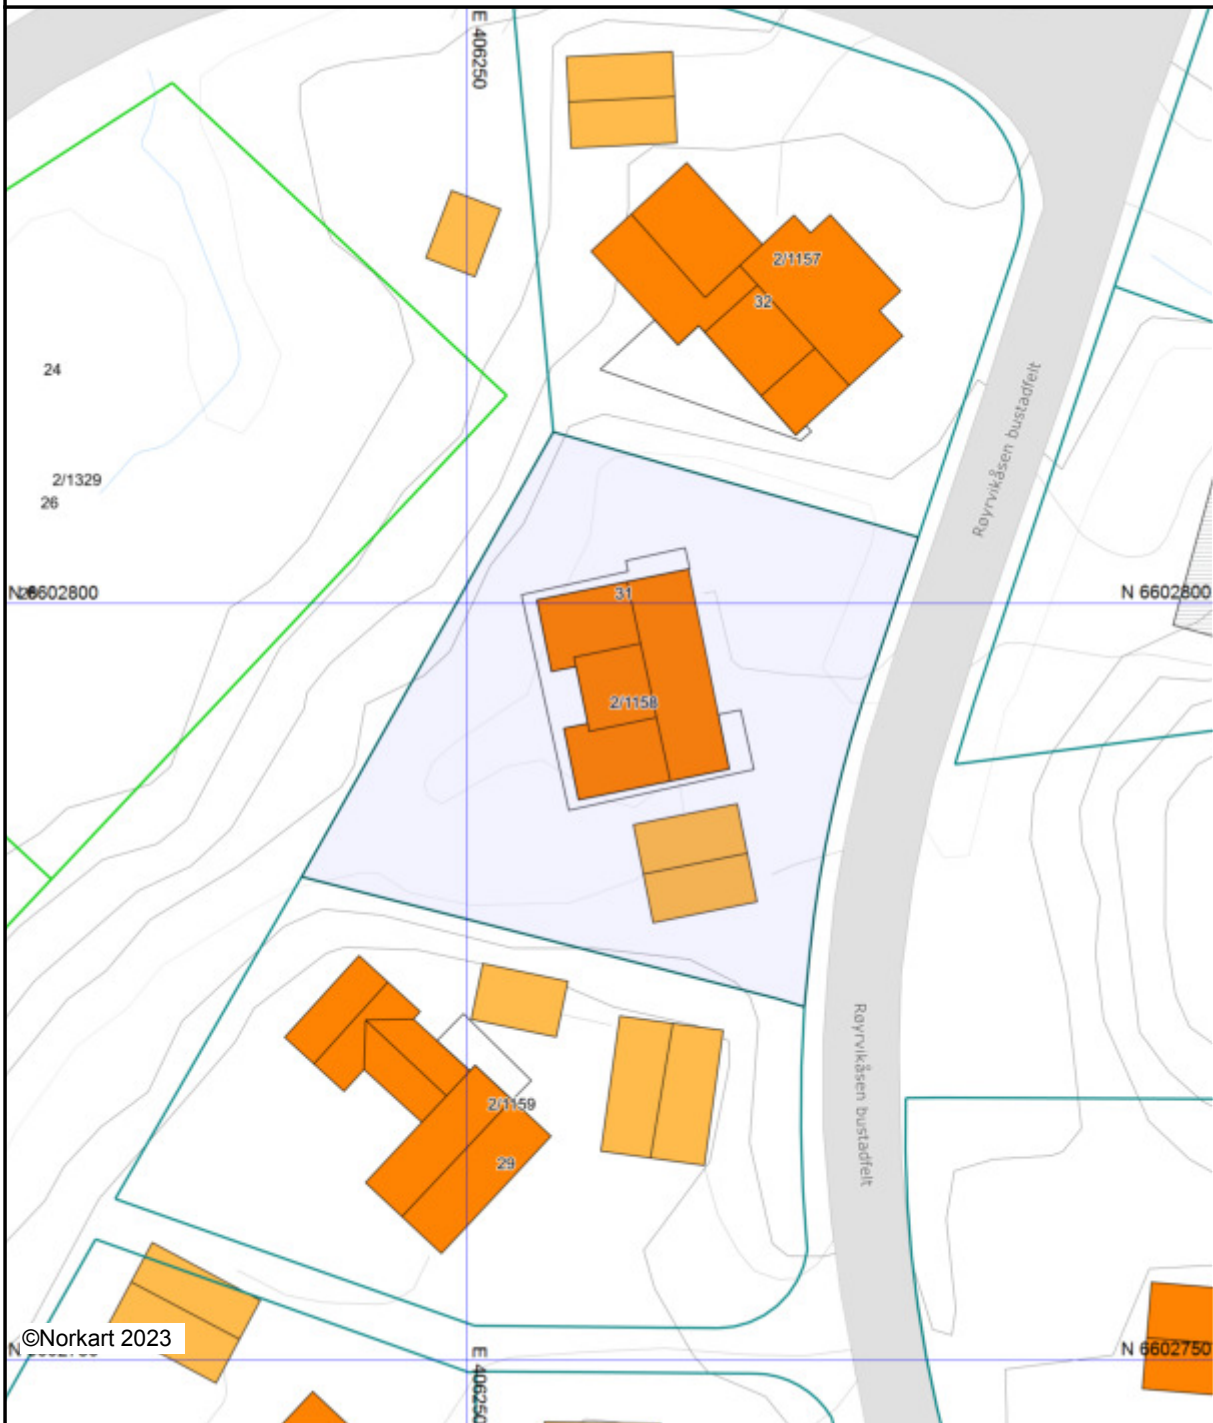 E 406250
2/1157
32
Røyrvikåsen bustadfelt
24
2/1329
26
N 6602800
31
N 6602800
2/1158
Røyrvikåsen bustadfelt
2/1159
29
©Norkart 2023
E 406250
N 6602750